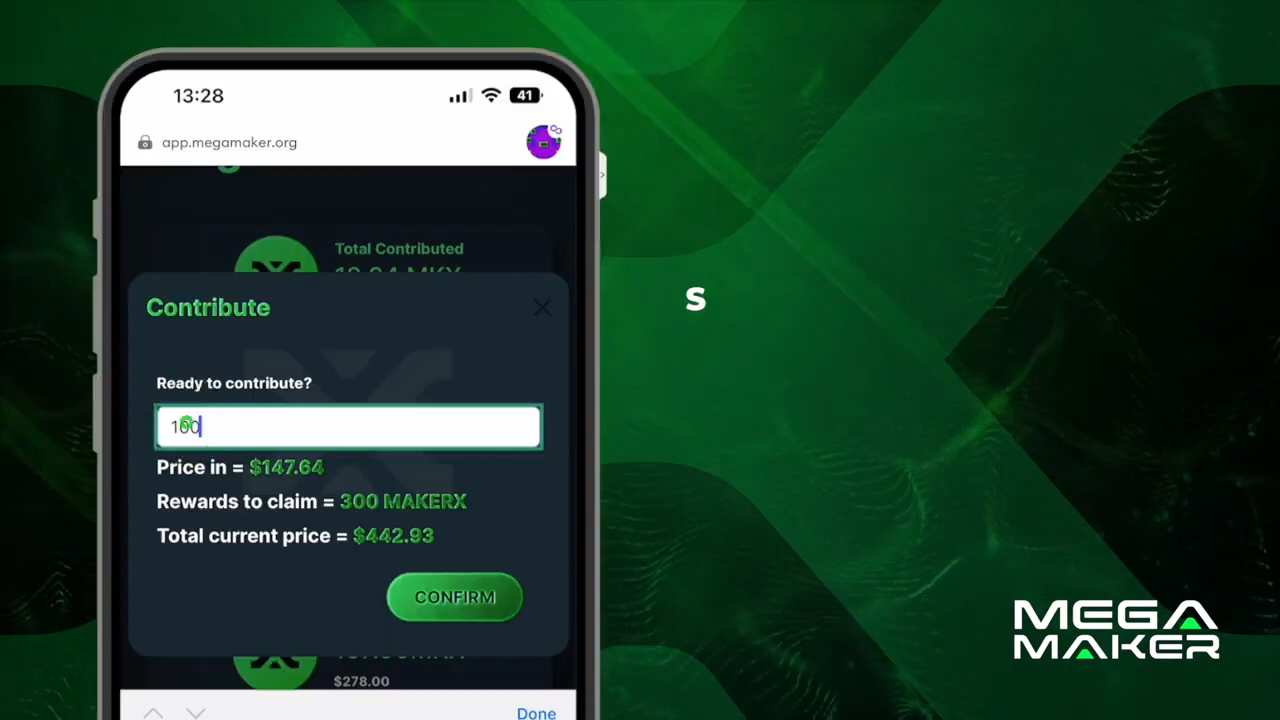 13:28
41
app.megamaker.org
Total Contributed
Contribute
S
Ready to contribute?
100
Price in = $147.64
Rewards to claim = 300 MAKERX
Total current price = $442.93
CONFIRM
$278.00
Done
MEGA
MAKER